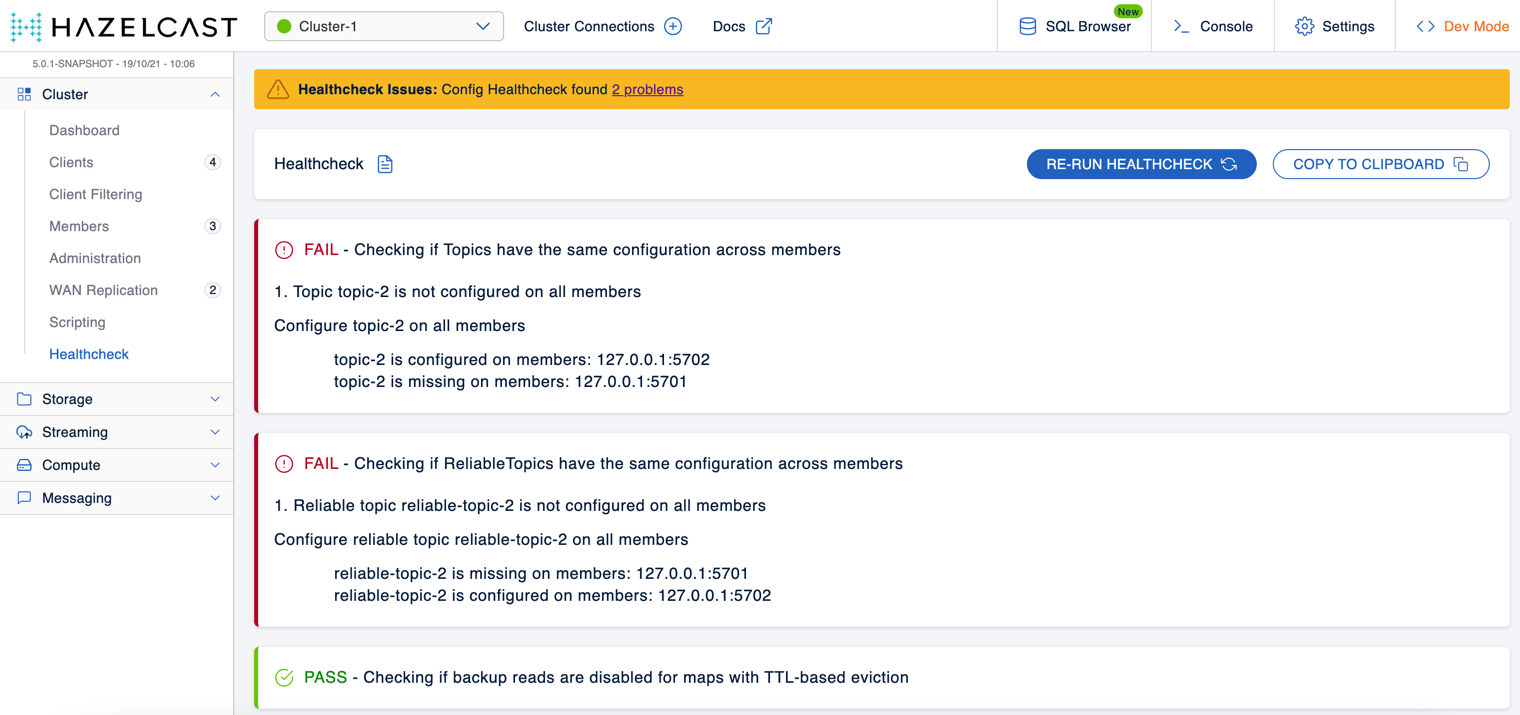 HAZELCAST
Cluster-1
Cluster Connections
Docs
SQL Browser
New
Console
Settings
Dev Mode
5.0.1-SNAPSHOT - 19/10/21 - 10:06
Cluster
Dashboard
Clients 4
Client Filtering
Members 3
Administration
WAN Replication 2
Scripting
Healthcheck
Storage
Streaming
Compute
Messaging
Healthcheck Issues: Config Healthcheck found 2 problems
Healthcheck
RE-RUN HEALTHCHECK
COPY TO CLIPBOARD
FAIL - Checking if Topics have the same configuration across members
1. Topic topic-2 is not configured on all members
Configure topic-2 on all members
topic-2 is configured on members: 127.0.0.1:5702
topic-2 is missing on members: 127.0.0.1:5701
FAIL - Checking if ReliableTopics have the same configuration across members
1. Reliable topic reliable-topic-2 is not configured on all members
Configure reliable topic reliable-topic-2 on all members
reliable-topic-2 is missing on members: 127.0.0.1:5701
reliable-topic-2 is configured on members: 127.0.0.1:5702
PASS - Checking if backup reads are disabled for maps with TTL-based eviction